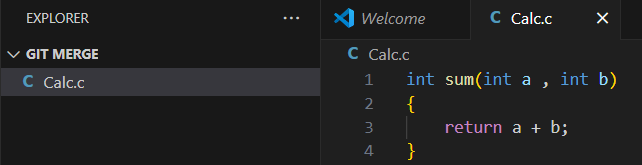 EXPLORER
GIT MERGE
C Calc.c
Welcome
C Calc.c
C Calc.c
1 int sum(int a , int b)
2 {
3 return a + b;
4 }